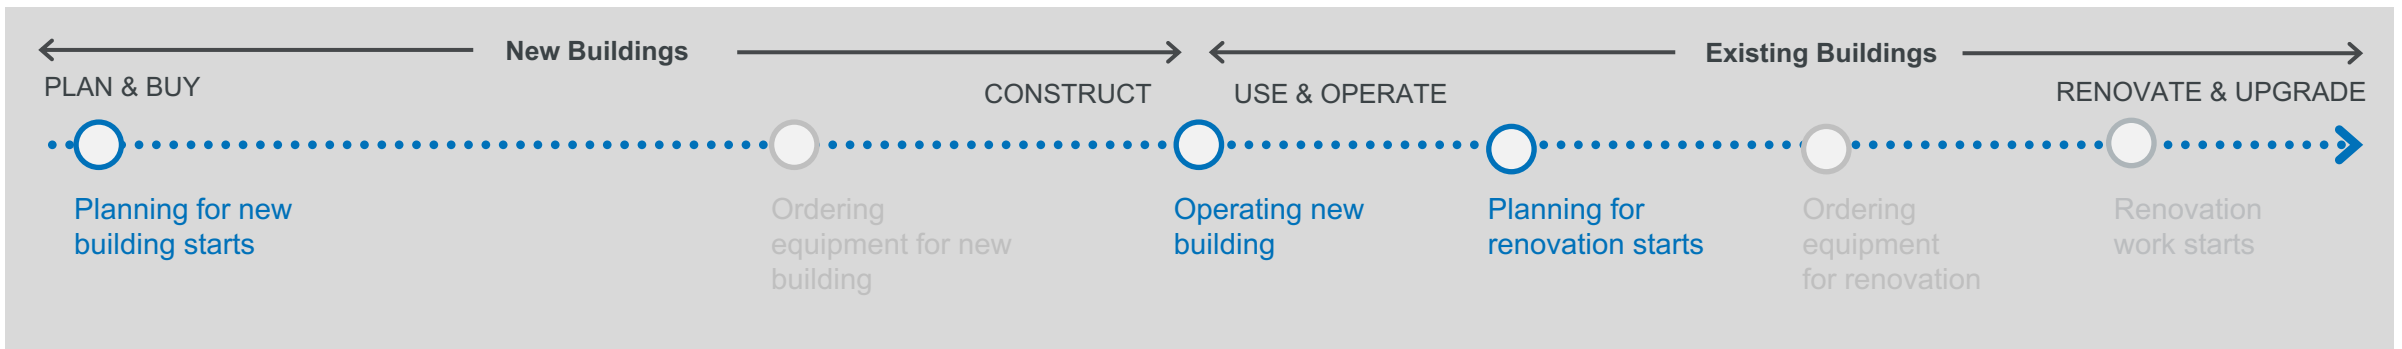 New Buildings
Existing Buildings
PLAN & BUY
CONSTRUCT
USE & OPERATE
RENOVATE & UPGRADE
Planning for new
building starts
Ordering
equipment for new
building
Operating new
building
Planning for
renovation starts
Ordering
equipment
for renovation
Renovation
work starts